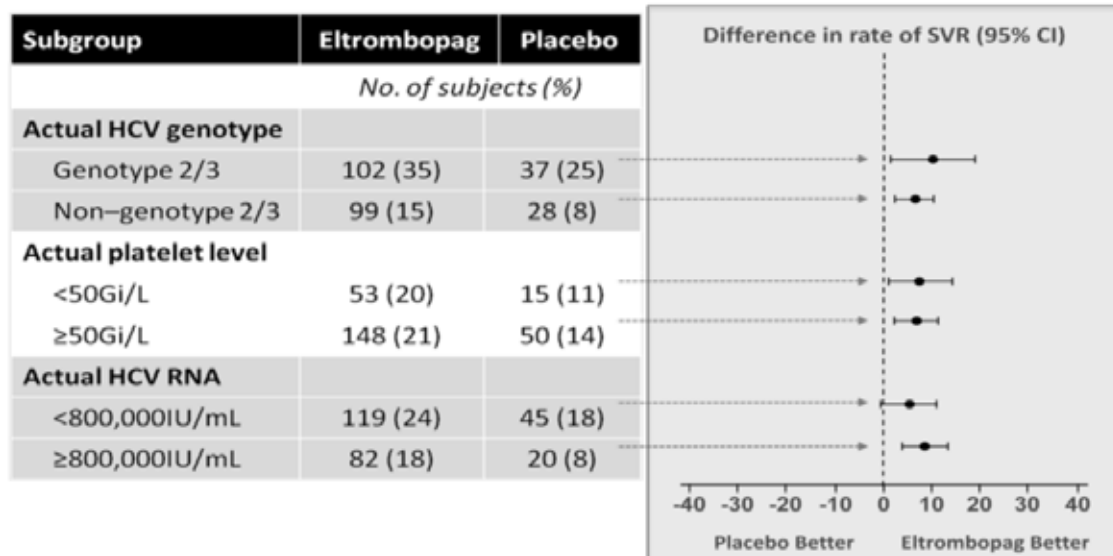 Subgroup Eltrombopag Placebo
Difference in rate of SVR (95% CI)
No. of subjects (%)
Actual HCV genotype
Genotype 2/3 102 (35) 37 (25)
Non–genotype 2/3 99 (15) 28 (8)
Actual platelet level
<50Gi/L 53 (20) 15 (11)
≥50Gi/L 148 (21) 50 (14)
Actual HCV RNA
<800,000IU/mL 119 (24) 45 (18)
≥800,000IU/mL 82 (18) 20 (8)
-40 -30 -20 -10 0 10 20 30 40
Placebo Better Eltrombopag Better